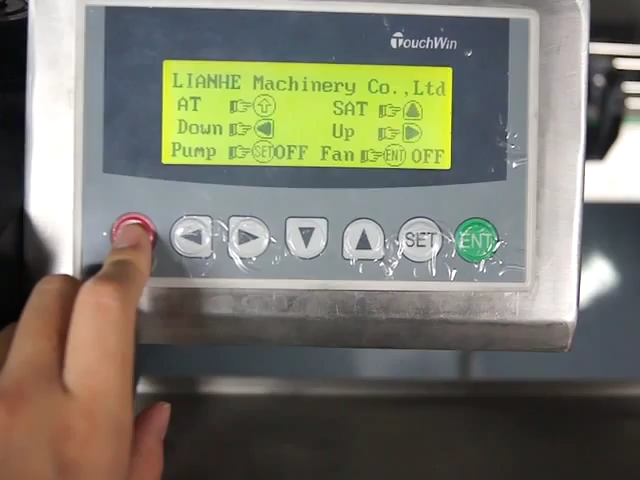 TouchWin
LIANHE Machinery Co.,Ltd
AT SAT
Down Up
Pump SET OFF Fan ENT OFF
SET ENT